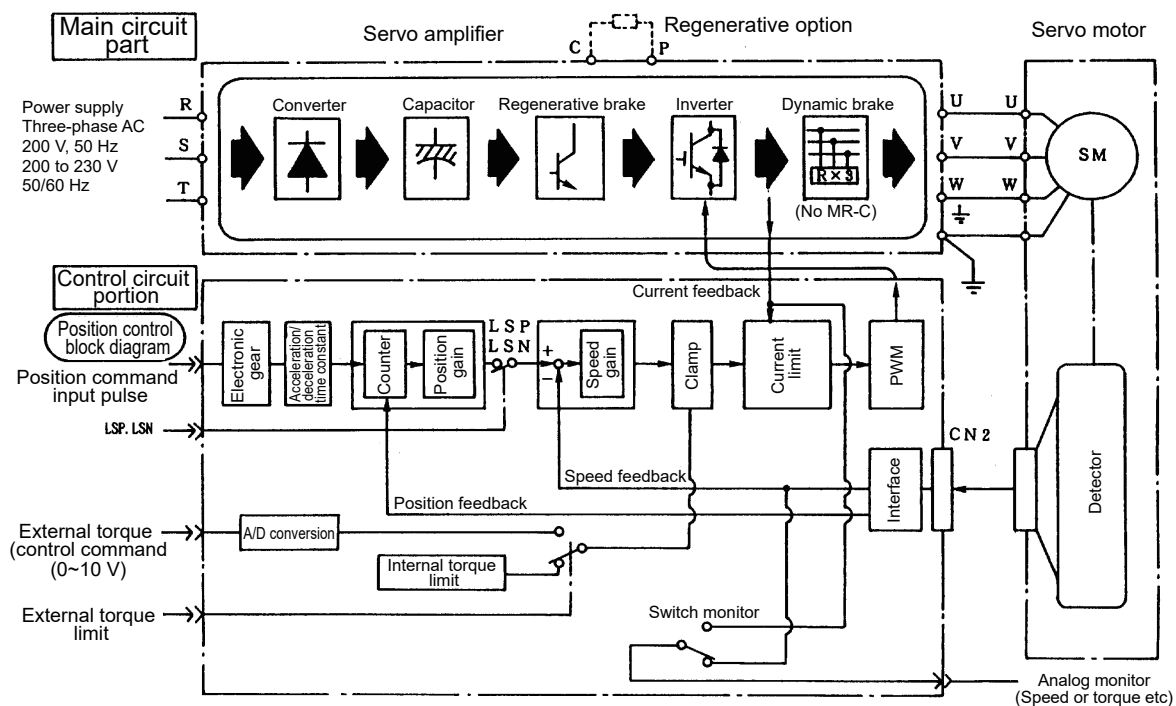 Main circuit
part
Servo amplifier
Regenerative option
Servo motor
C
P
Power supply
Three-phase AC
200 V, 50 Hz
200 to 230 V
50/60 Hz
R
S
T
Converter
Capacitor
Regenerative brake
Inverter
Dynamic brake
R × 3
(No MR-C)
U
V
W
U
V
W
SM
Control circuit
portion
Position control
block diagram
Position command
input pulse
LSP. LSN
Electronic
gear
Acceleration/
deceleration
time constant
Counter
Position
gain
LSP
LSN
+
−
Speed
gain
Clamp
Current feedback
Current
limit
PWM
CN2
Speed feedback
Position feedback
Interface
Detector
External torque
(control command
(0~10 V)
A/D conversion
Internal torque
limit
External torque
limit
Switch monitor
Analog monitor
(Speed or torque etc)